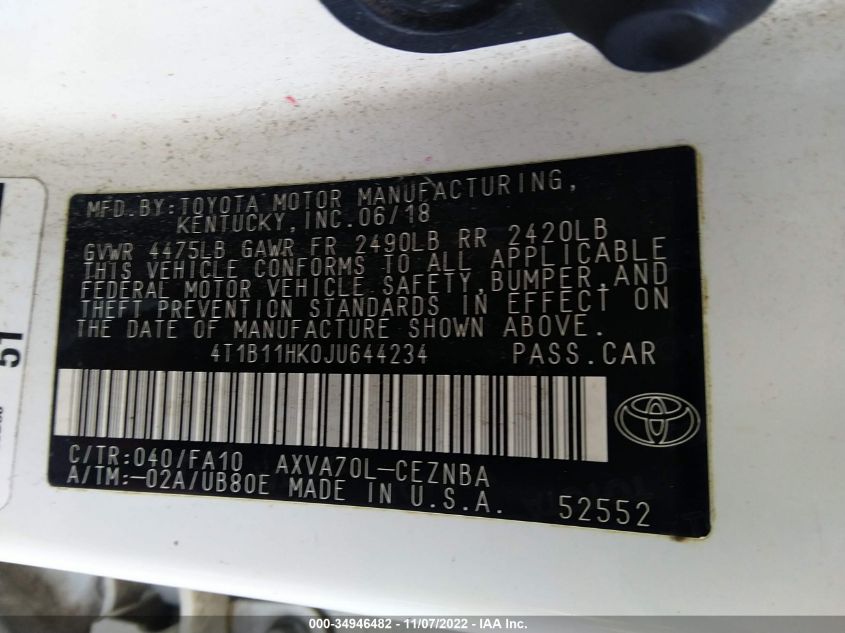 MFD.BY:TOYOTA MOTOR MANUFACTURING,
KENTUCKY, INC. 06/18
GVWR 4475LB GAWR FR 2490LB RR 2420LB
THIS VEHICLE CONFORMS TO ALL APPLICABLE
FEDERAL MOTOR VEHICLE SAFETY, BUMPER, AND
THEFT PREVENTION STANDARDS IN EFFECT ON
THE DATE OF MANUFACTURE SHOWN ABOVE.
4T1B11HK0JU644234 PASS.CAR
C/TR:040/FA10 AXVA70L-CEZNBA
A/TM:-02A/UB80E MADE IN U.S.A.
52552
51
000-34946482 - 11/07/2022 - IAA Inc.